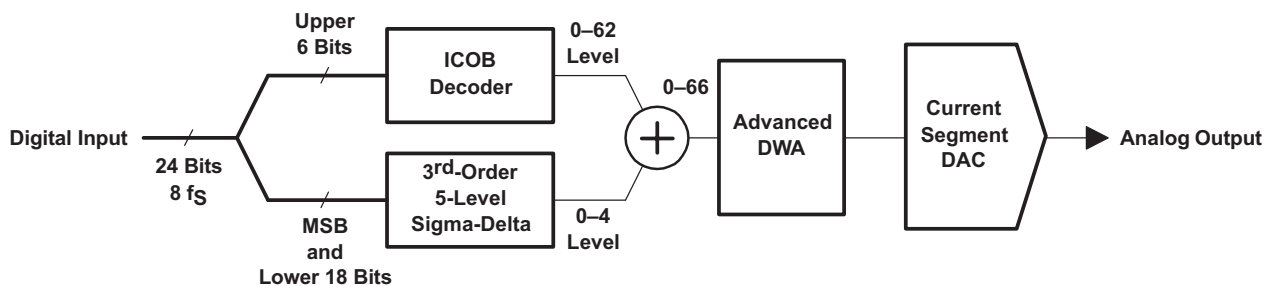 Upper
6 Bits
ICOB
Decoder
0–62
Level
0–66
Digital Input
24 Bits
8 fS
Advanced
DWA
Current
Segment
DAC
Analog Output
3rd-Order
5-Level
Sigma-Delta
0–4
Level
MSB
and
Lower 18 Bits